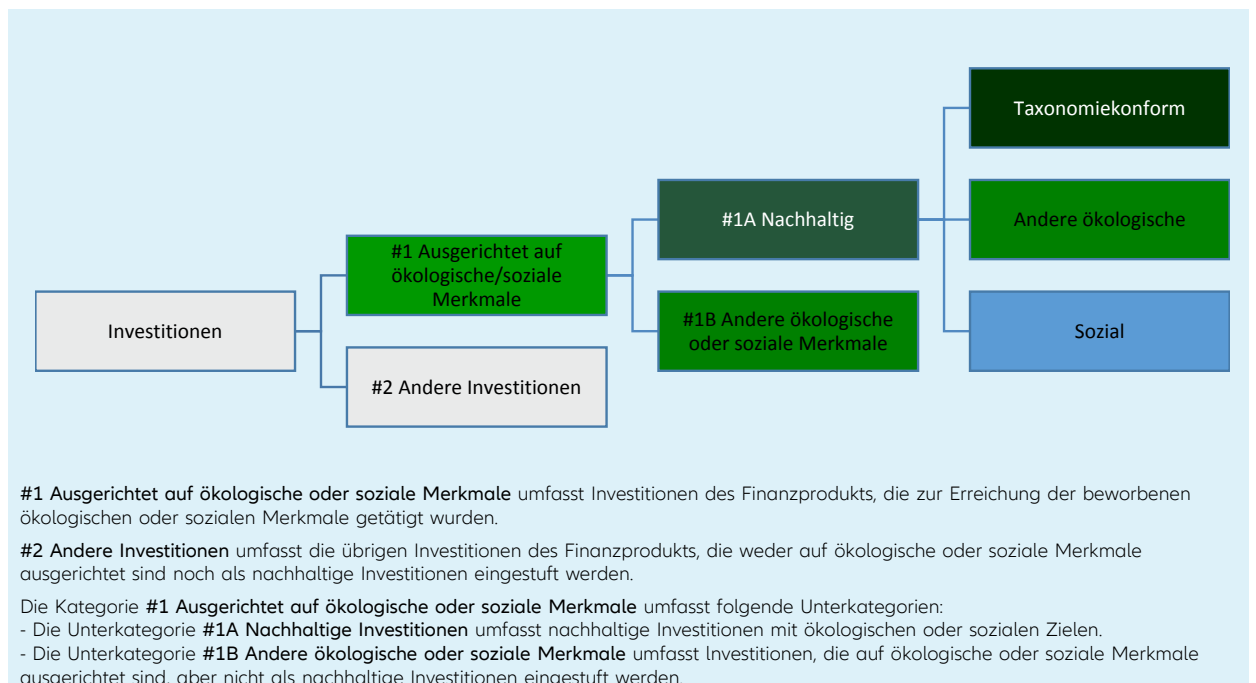 Taxonomiekonform
#1A Nachhaltig
Andere ökologische
#1 Ausgerichtet auf
ökologische/soziale
Merkmale
Investitionen
#1B Andere ökologische
oder soziale Merkmale
Sozial
#2 Andere Investitionen
#1 Ausgerichtet auf ökologische oder soziale Merkmale umfasst Investitionen des Finanzprodukts, die zur Erreichung der beworbenen
ökologischen oder sozialen Merkmale getätigt wurden.
#2 Andere Investitionen umfasst die übrigen Investitionen des Finanzprodukts, die weder auf ökologische oder soziale Merkmale
ausgerichtet sind noch als nachhaltige Investitionen eingestuft werden.
Die Kategorie #1 Ausgerichtet auf ökologische oder soziale Merkmale umfasst folgende Unterkategorien:
- Die Unterkategorie #1A Nachhaltige Investitionen umfasst nachhaltige Investitionen mit ökologischen oder sozialen Zielen.
- Die Unterkategorie #1B Andere ökologische oder soziale Merkmale umfasst lnvestitionen, die auf ökologische oder soziale Merkmale
ausgerichtet sind, aber nicht als nachhaltige Investitionen eingestuft werden.